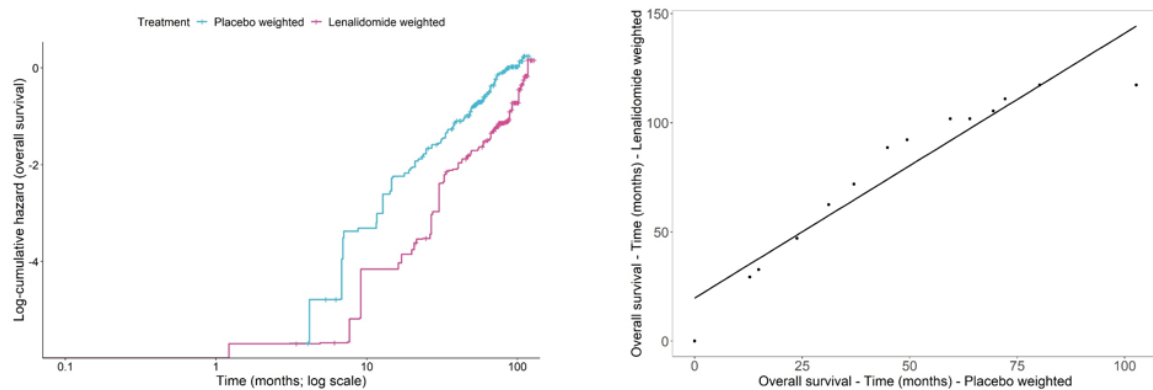 Treatment Placebo weighted Lenalidomide weighted
Log-cumulative hazard (overall survival)
0
-2
-4
0.1 1 10 100
Time (months; log scale)
Overall survival - Time (months) - Lenalidomide weighted
150
100
50
0
0 25 50 75 100
Overall survival - Time (months) - Placebo weighted